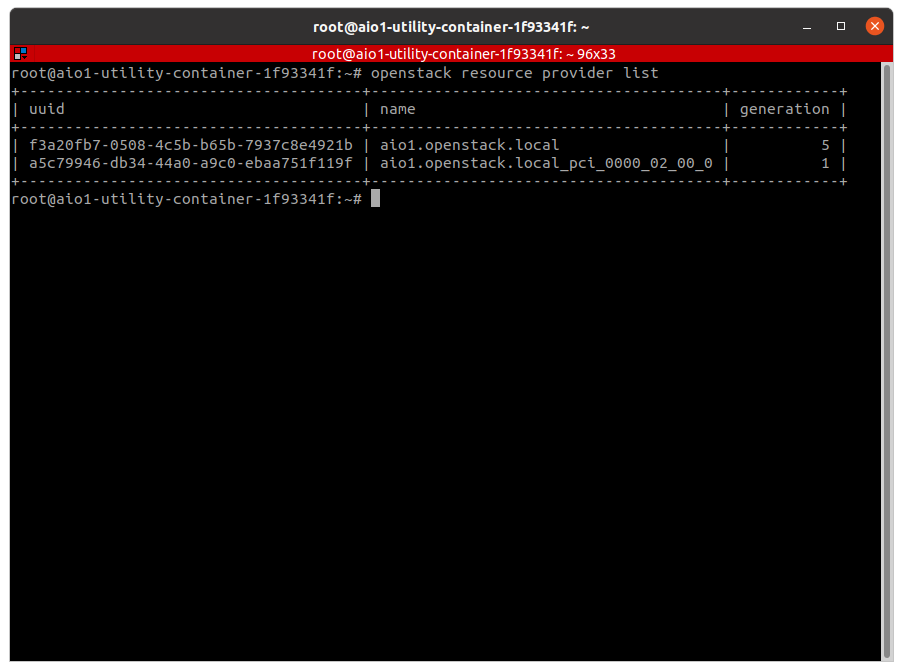 root@aio1-utility-container-1f93341f: ~
root@aio1-utility-container-1f93341f: ~ 96x33
root@aio1-utility-container-1f93341f:~# openstack resource provider list
+--------------------------------------+--------------------------------------+------------+
| uuid                                 | name                                 | generation |
+--------------------------------------+--------------------------------------+------------+
| f3a20fb7-0508-4c5b-b65b-7937c8e4921b | aio1.openstack.local                 |          5 |
| a5c79946-db34-44a0-a9c0-ebaa751f119f | aio1.openstack.local_pci_0000_02_00_0 |          1 |
+--------------------------------------+--------------------------------------+------------+
root@aio1-utility-container-1f93341f:~#